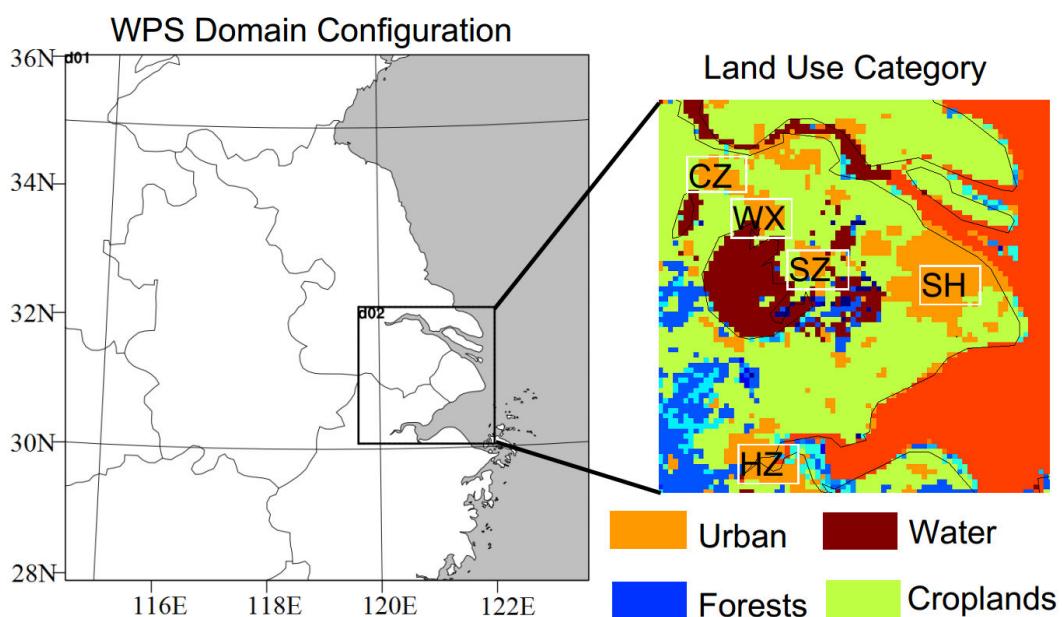 WPS Domain Configuration
d01
36N
34N
32N
30N
28N
116E 118E 120E 122E
d02
Land Use Category
CZ
WX
SZ
SH
HZ
Urban Water
Forests Croplands